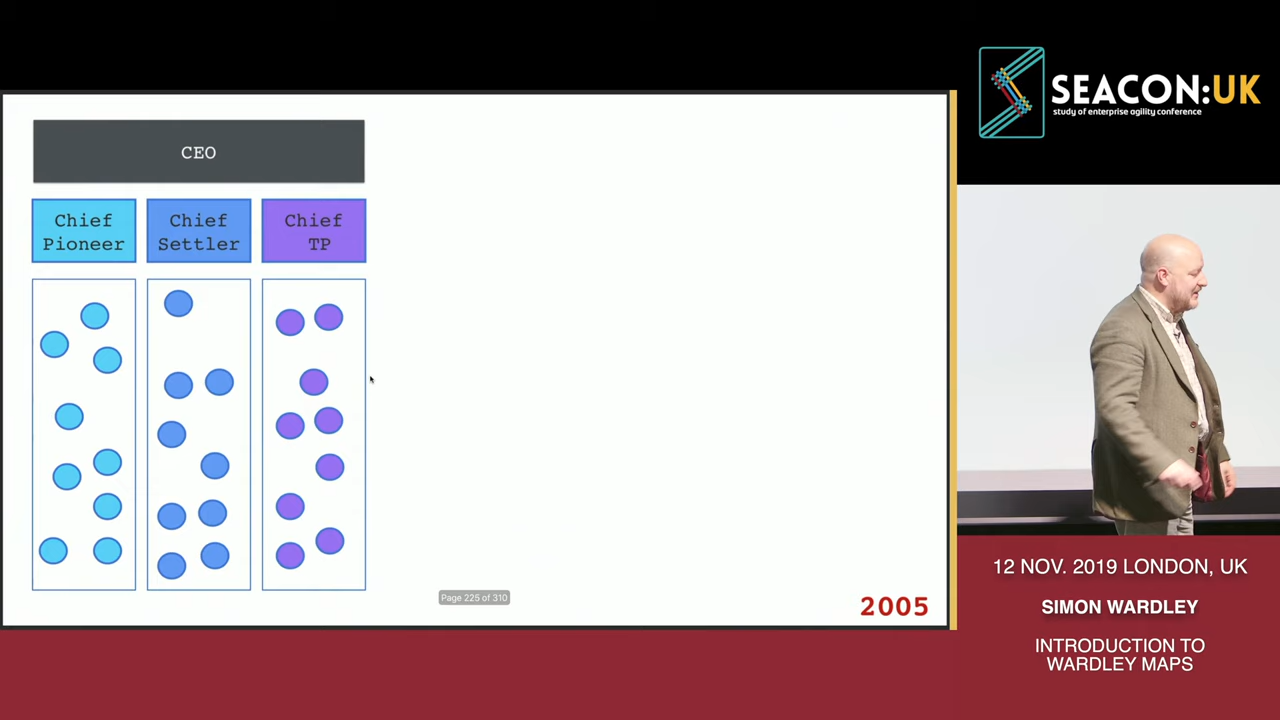 CEO
Chief
Pioneer
Chief
Settler
Chief
TP
Page 225 of 310
2005
SEACON:UK
study of enterprise agility conference
12 NOV. 2019 LONDON, UK
SIMON WARDLEY
INTRODUCTION TO
WARDLEY MAPS